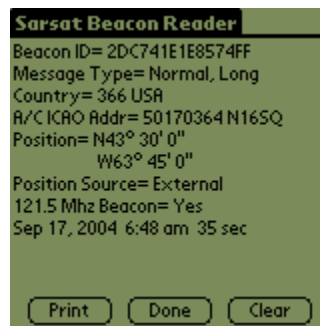 Sarsat Beacon Reader
Beacon ID= 2DC741E1E8574FF
Message Type= Normal, Long
Country= 366 USA
A/C ICAO Addr= 50170364 N16SQ
Position= N43° 30' 0"
W63° 45' 0"
Position Source= External
121.5 Mhz Beacon= Yes
Sep 17, 2004 6:48 am 35 sec
Print Done Clear